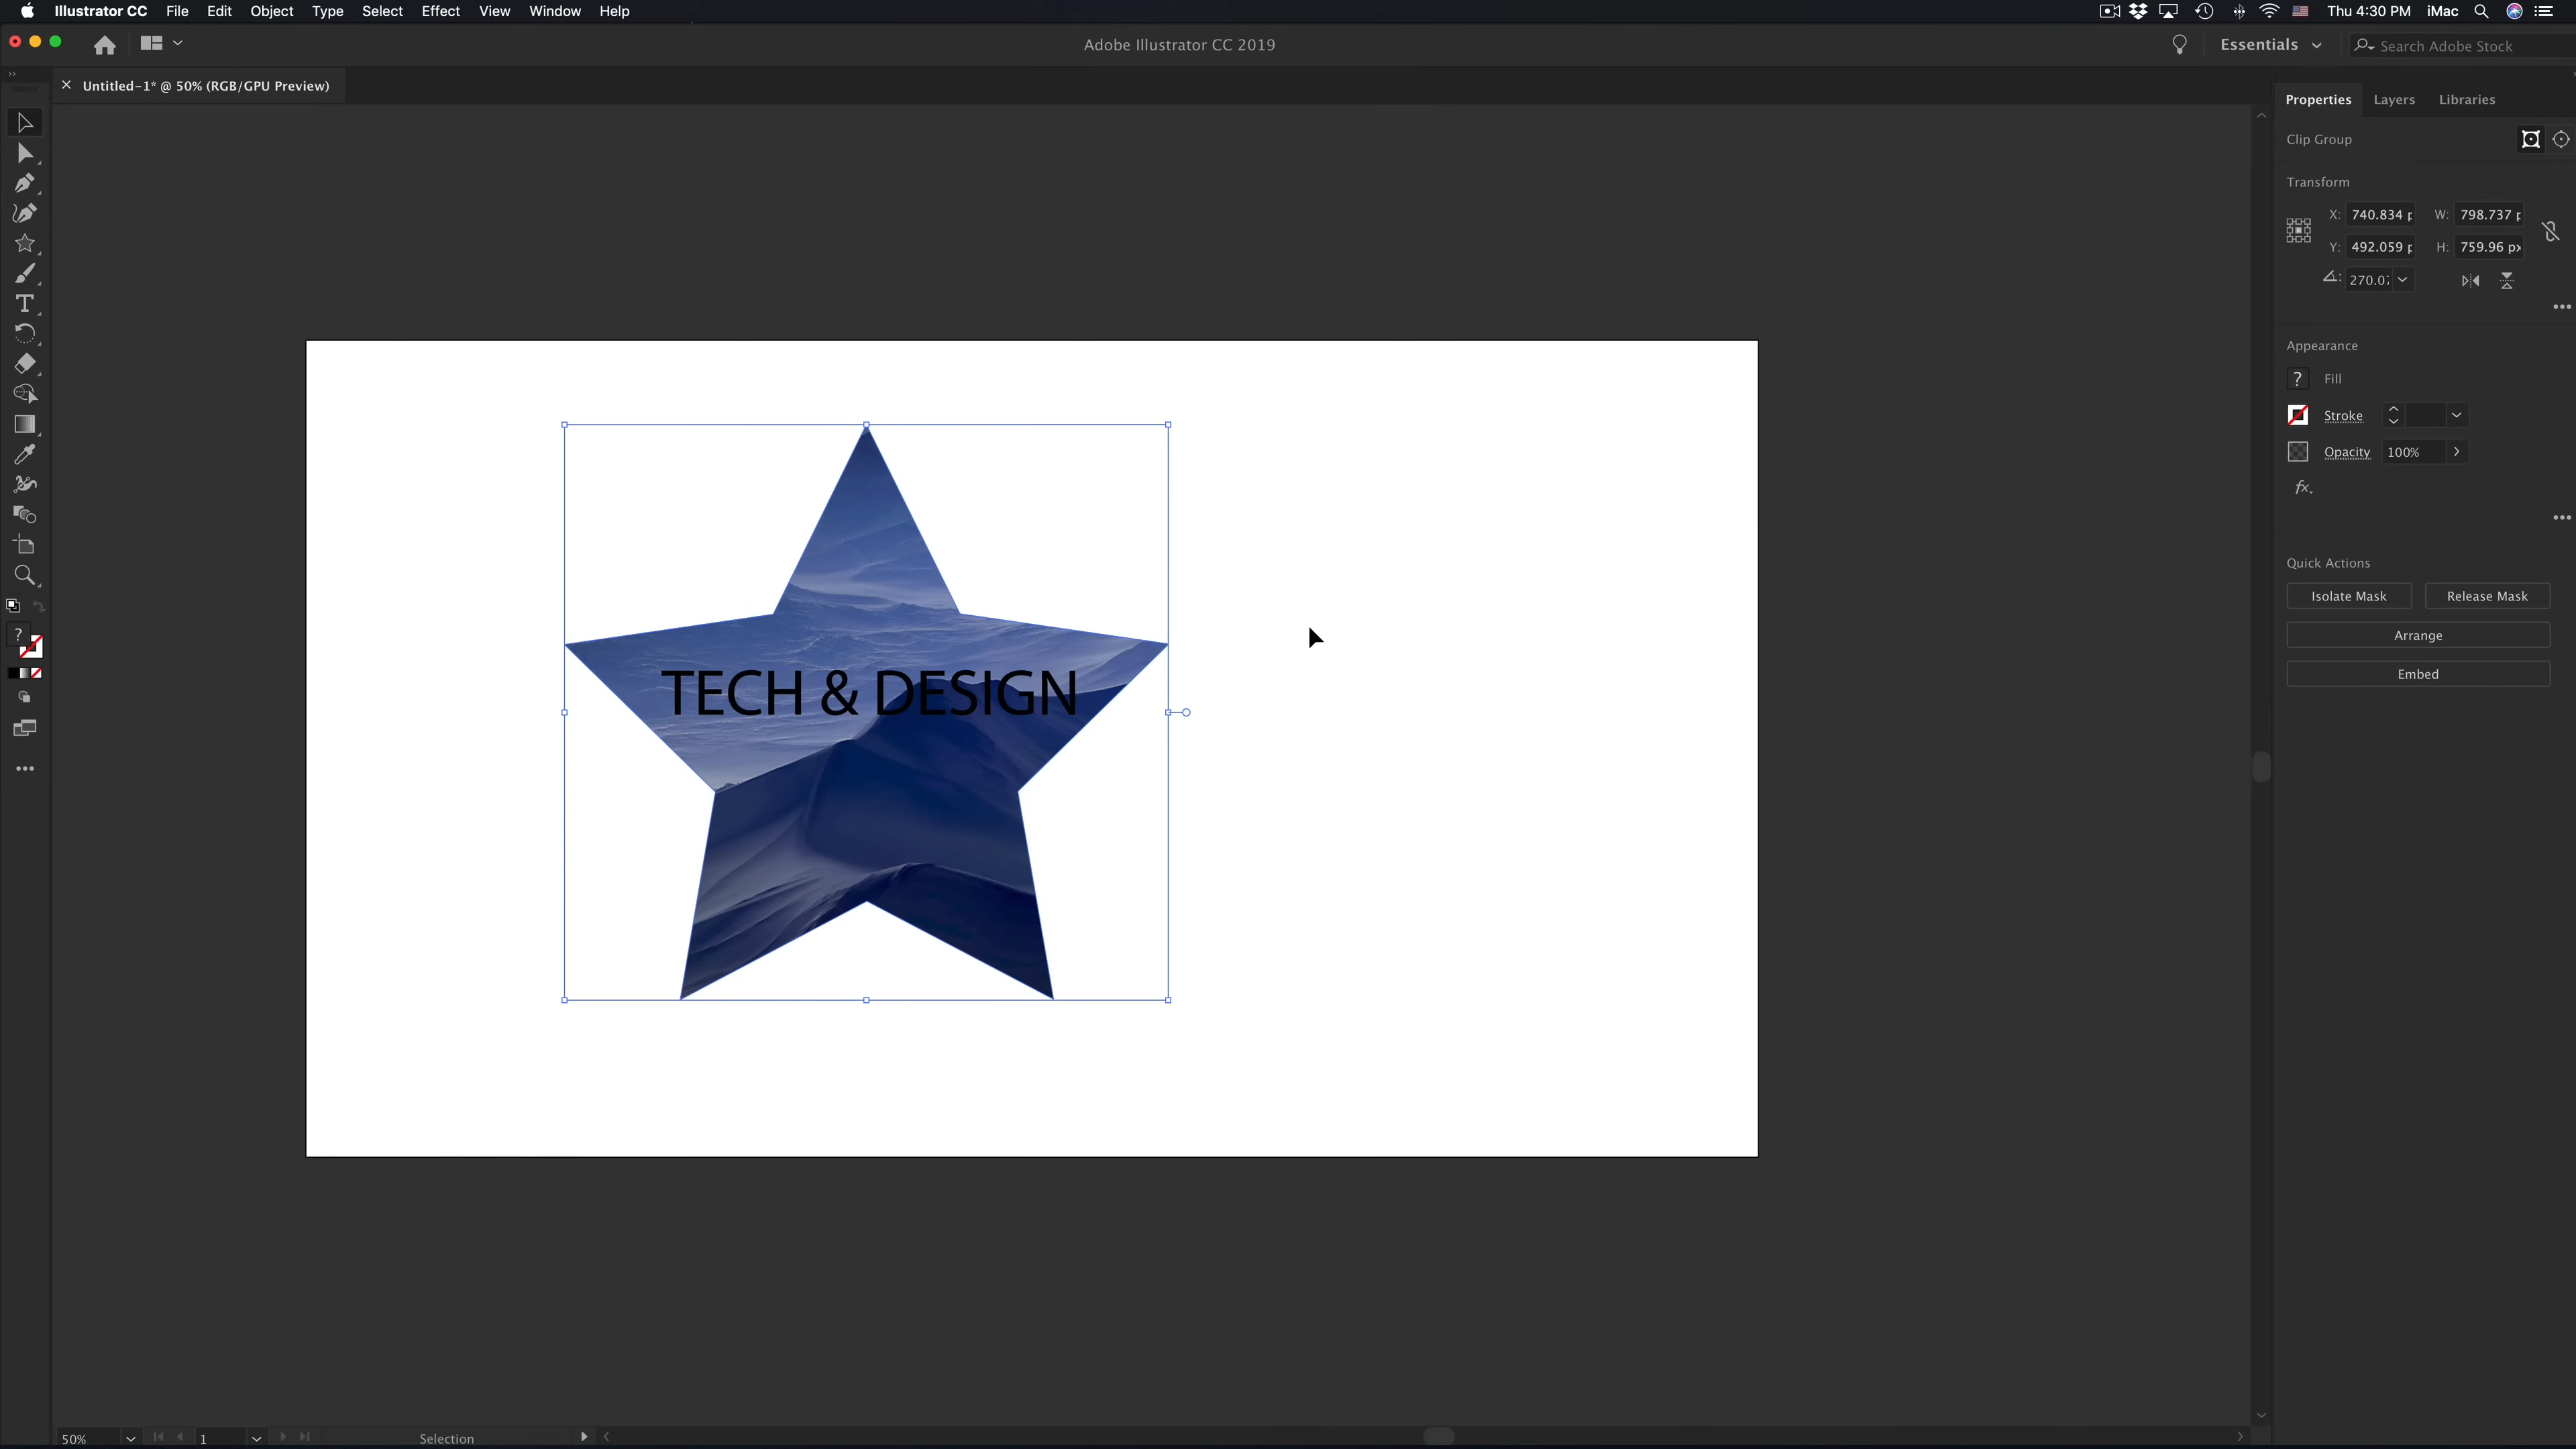 Illustrator CC File Edit Object Type Select Effect View Window Help
Thu 4:30 PM iMac
Adobe Illustrator CC 2019
Essentials
Search Adobe Stock
Untitled-1* @ 50% (RGB/GPU Preview)
Properties Layers Libraries
Clip Group
Transform
X: 740.834 p W: 798.737 p
Y: 492.059 p H: 759.96 px
270.07
Appearance
? Fill
Stroke
Opacity 100%
fx.
Quick Actions
Isolate Mask Release Mask
Arrange
Embed
?
TECH & DESIGN
50% 1 Selection